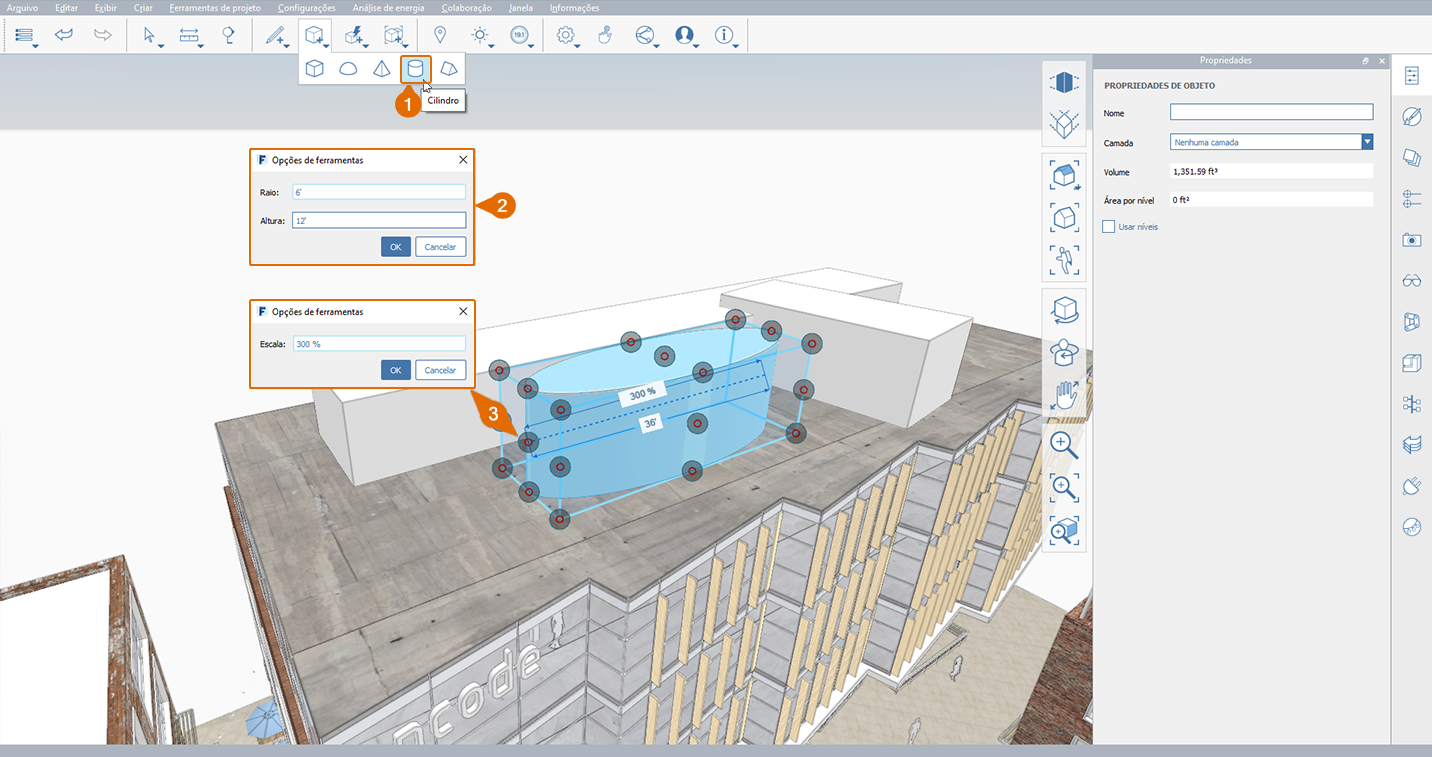 Arquivo Editar Exibir Criar Ferramentas de projeto Configurações Análise de energia Colaboração Janela Informações
19.1
Cilindro
1
Propriedades
PROPRIEDADES DE OBJETO
Nome
Camada Nenhuma camada
Volume 1,351.59 ft³
Área por nível 0 ft²
Usar níveis
F Opções de ferramentas
Raio: 6'
Altura: 12'
OK Cancelar
2
F Opções de ferramentas
Escala: 300 %
OK Cancelar
3
300 %
36'
ncode